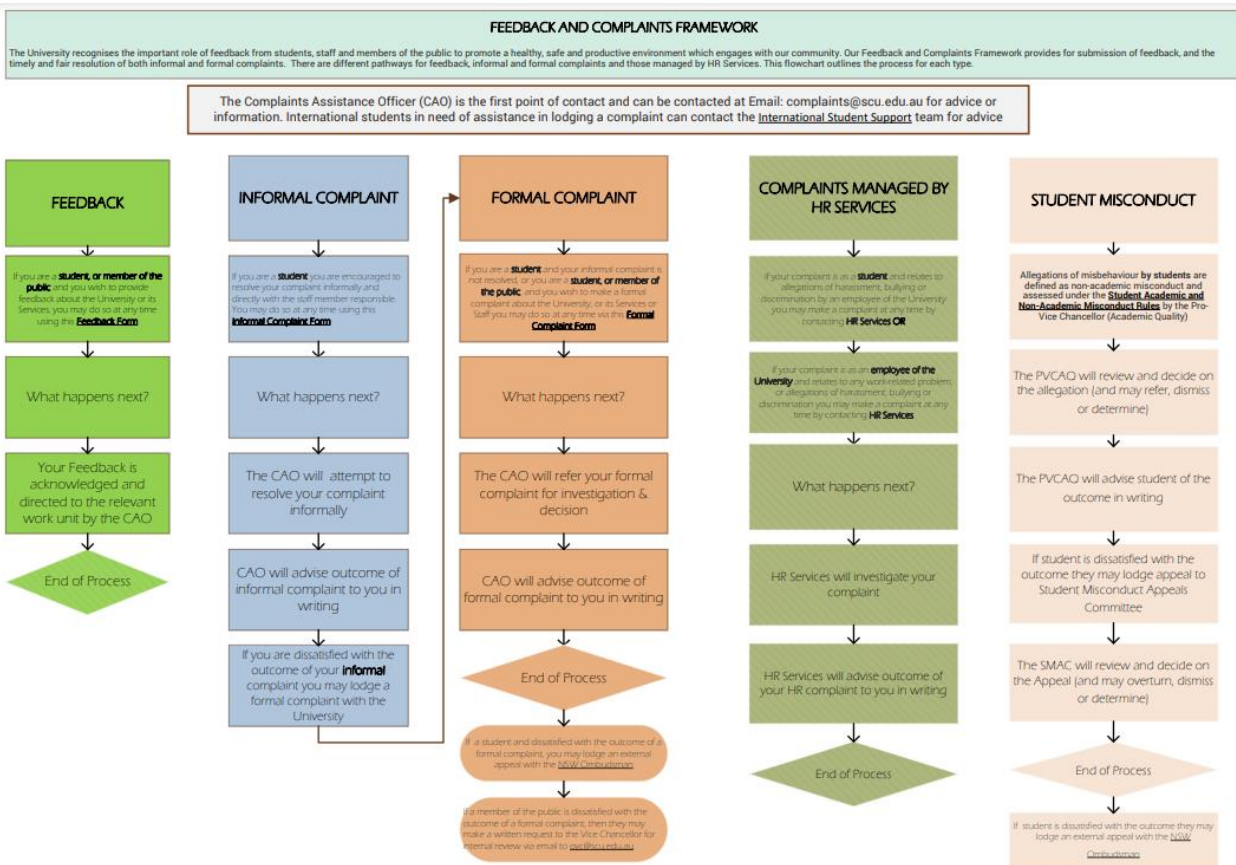 FEEDBACK AND COMPLAINTS FRAMEWORK
The University recognises the important role of feedback from students, staff and members of the public to promote a healthy, safe and productive environment which engages with our community. Our Feedback and Complaints Framework provides for submission of feedback, and the
timely and fair resolution of both informal and formal complaints. There are different pathways for feedback, informal and formal complaints and those managed by HR Services. This flowchart outlines the process for each type.
The Complaints Assistance Officer (CAO) is the first point of contact and can be contacted at Email: complaints@scu.edu.au for advice or
information. International students in need of assistance in lodging a complaint can contact the International Student Support team for advice
FEEDBACK
If you are a student, or member of the
public and you wish to provide
feedback about the University or its
Services, you may do so at any time
using this Feedback Form
What happens next?
Your Feedback is
acknowledged and
directed to the relevant
work unit by the CAO
End of Process
INFORMAL COMPLAINT
If you are a student you are encouraged to
resolve your complaint informally and
directly with the staff member responsible.
You may do so at any time using this
Informal Complaint Form
What happens next?
The CAO will attempt to
resolve your complaint
informally
CAO will advise outcome of
informal complaint to you in
writing
If you are dissatisfied with the
outcome of your informal
complaint you may lodge a
formal complaint with the
University
FORMAL COMPLAINT
If you are a student and your informal complaint is
not resolved, or you are a student, or member of
the public, and you wish to make a formal
complaint about the University, or its Services or
Staff you may do so at any time via this Formal
Complaint Form
What happens next?
The CAO will refer your formal
complaint for investigation &
decision
CAO will advise outcome of
formal complaint to you in writing
End of Process
If a student and dissatisfied with the outcome of a
formal complaint, you may lodge an external
appeal with the NSW Ombudsman
If a member of the public is dissatisfied with the
outcome of a formal complaint, then they may
make a written request to the Vice Chancellor for
internal review via email to ovc@scu.edu.au
COMPLAINTS MANAGED BY
HR SERVICES
If your complaint is as a student and relates to
allegations of harassment, bullying or
discrimination by an employee of the University
you may make a complaint at any time by
contacting HR Services OR
If your complaint is as an employee of the
University and relates to any work-related problem,
or allegations of harassment, bullying or
discrimination you may make a complaint at any
time by contacting HR Services
What happens next?
HR Services will investigate your
complaint
HR Services will advise outcome
of your HR complaint to you in writing
End of Process
STUDENT MISCONDUCT
Allegations of misbehaviour by students are
defined as non-academic misconduct and
assessed under the Student Academic and
Non-Academic Misconduct Rules by the Pro-
Vice Chancellor (Academic Quality)
The PVCAQ will review and decide on
the allegation (and may refer, dismiss
or determine)
The PVCAQ will advise student of the
outcome in writing
If student is dissatisfied with the
outcome they may lodge appeal to
Student Misconduct Appeals
Committee
The SMAC will review and decide on
the Appeal (and may overturn, dismiss
or determine)
End of Process
If student is dissatisfied with the outcome they may
lodge an external appeal with the NSW
Ombudsman